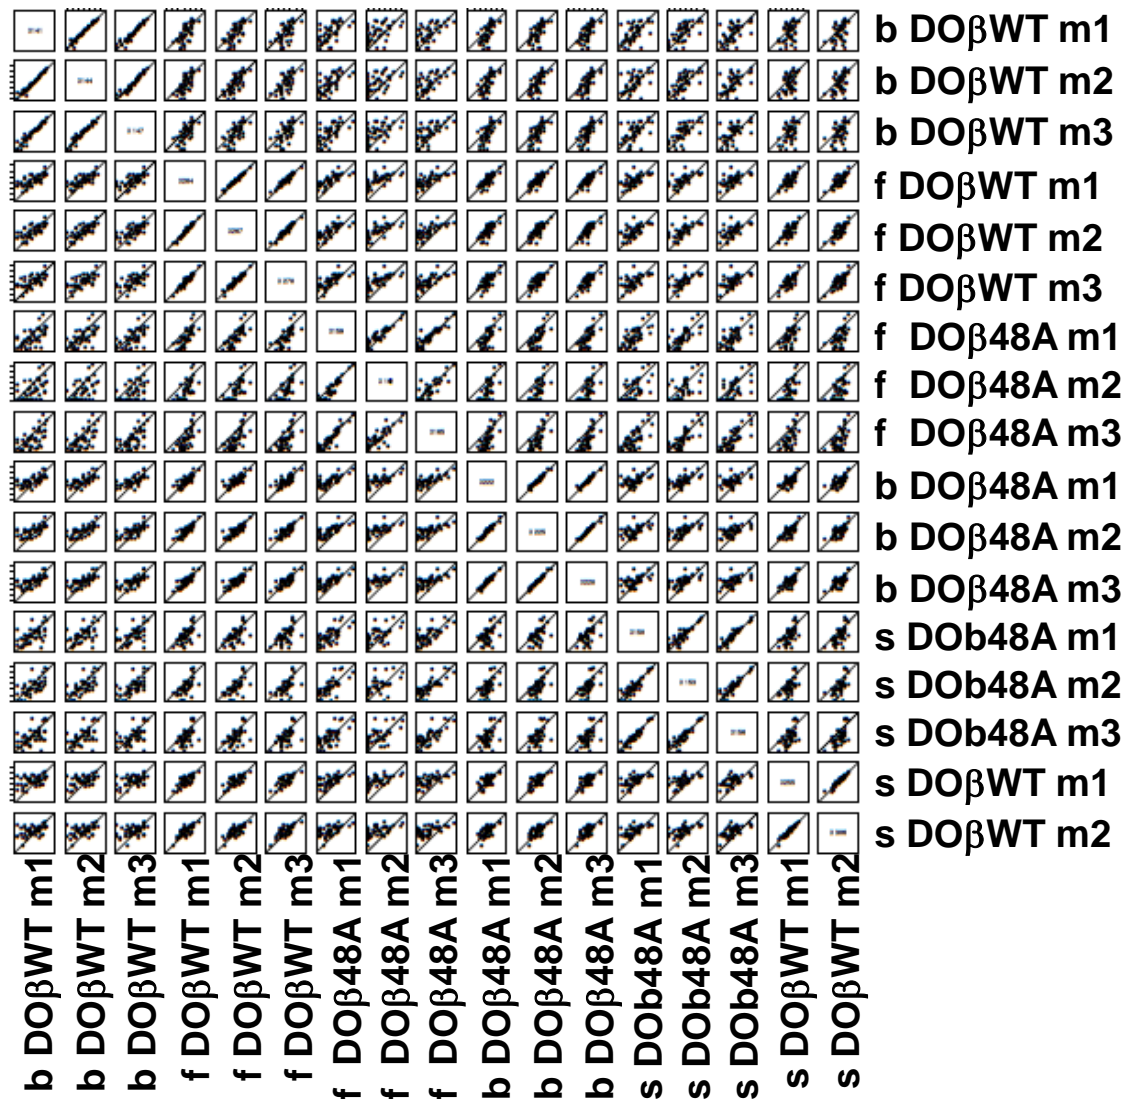 b DOβWT m1
b DOβWT m2
b DOβWT m3
f DOβWT m1
f DOβWT m2
f DOβWT m3
f DOβ48A m1
f DOβ48A m2
f DOβ48A m3
b DOβ48A m1
b DOβ48A m2
b DOβ48A m3
s DOb48A m1
s DOb48A m2
s DOb48A m3
s DOβWT m1
s DOβWT m2
b DOβWT m1
b DOβWT m2
b DOβWT m3
f DOβWT m1
f DOβWT m2
f DOβWT m3
f DOβ48A m1
f DOβ48A m2
f DOβ48A m3
b DOβ48A m1
b DOβ48A m2
b DOβ48A m3
s DOb48A m1
s DOb48A m2
s DOb48A m3
s DOβWT m1
s DOβWT m2